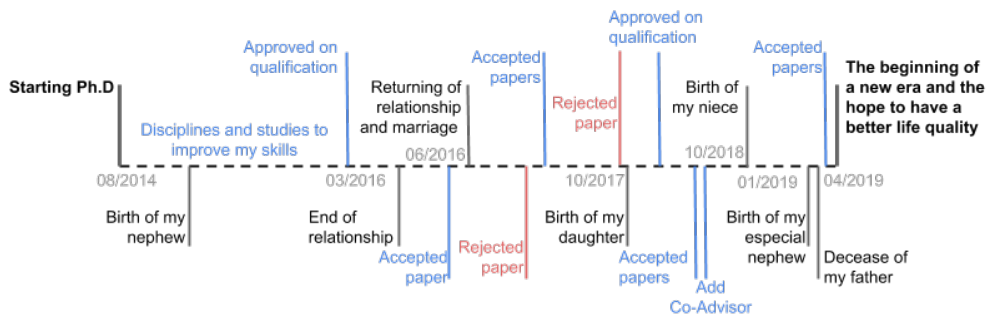 Approved on
qualification
Accepted
papers
Approved on
qualification
Accepted
papers
The beginning of
a new era and the
hope to have a
better life quality
Starting Ph.D
Returning of
relationship
and marriage
Rejected
paper
Birth of
my niece
Disciplines and studies to
improve my skills
06/2016
10/2018
08/2014
03/2016
10/2017
01/2019
04/2019
Birth of my
nephew
End of
relationship
Accepted
paper
Rejected
paper
Birth of my
daughter
Accepted
papers
Add
Co-Advisor
Birth of my
especial
nephew
Decease of
my father